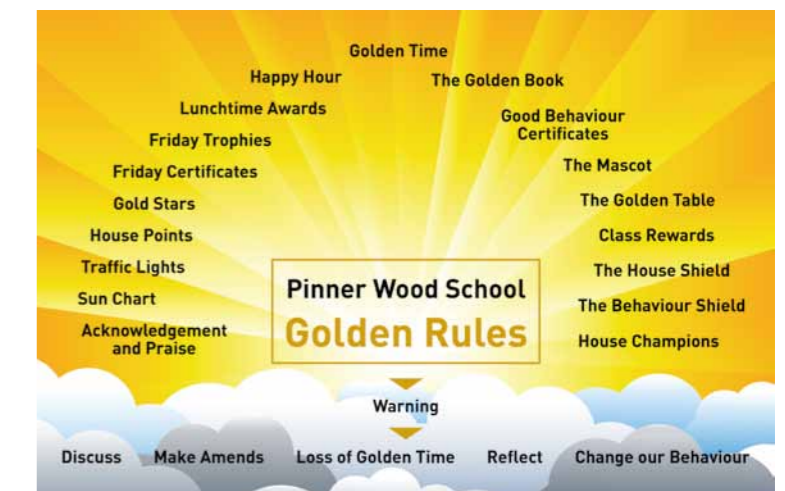 Golden Time
Happy Hour
The Golden Book
Lunchtime Awards
Good Behaviour
Certificates
Friday Trophies
The Mascot
Friday Certificates
The Golden Table
Gold Stars
House Points
Class Rewards
Traffic Lights
The House Shield
Sun Chart
The Behaviour Shield
Acknowledgement
and Praise
House Champions
Pinner Wood School
Golden Rules
Warning
Discuss
Make Amends
Loss of Golden Time
Reflect
Change our Behaviour